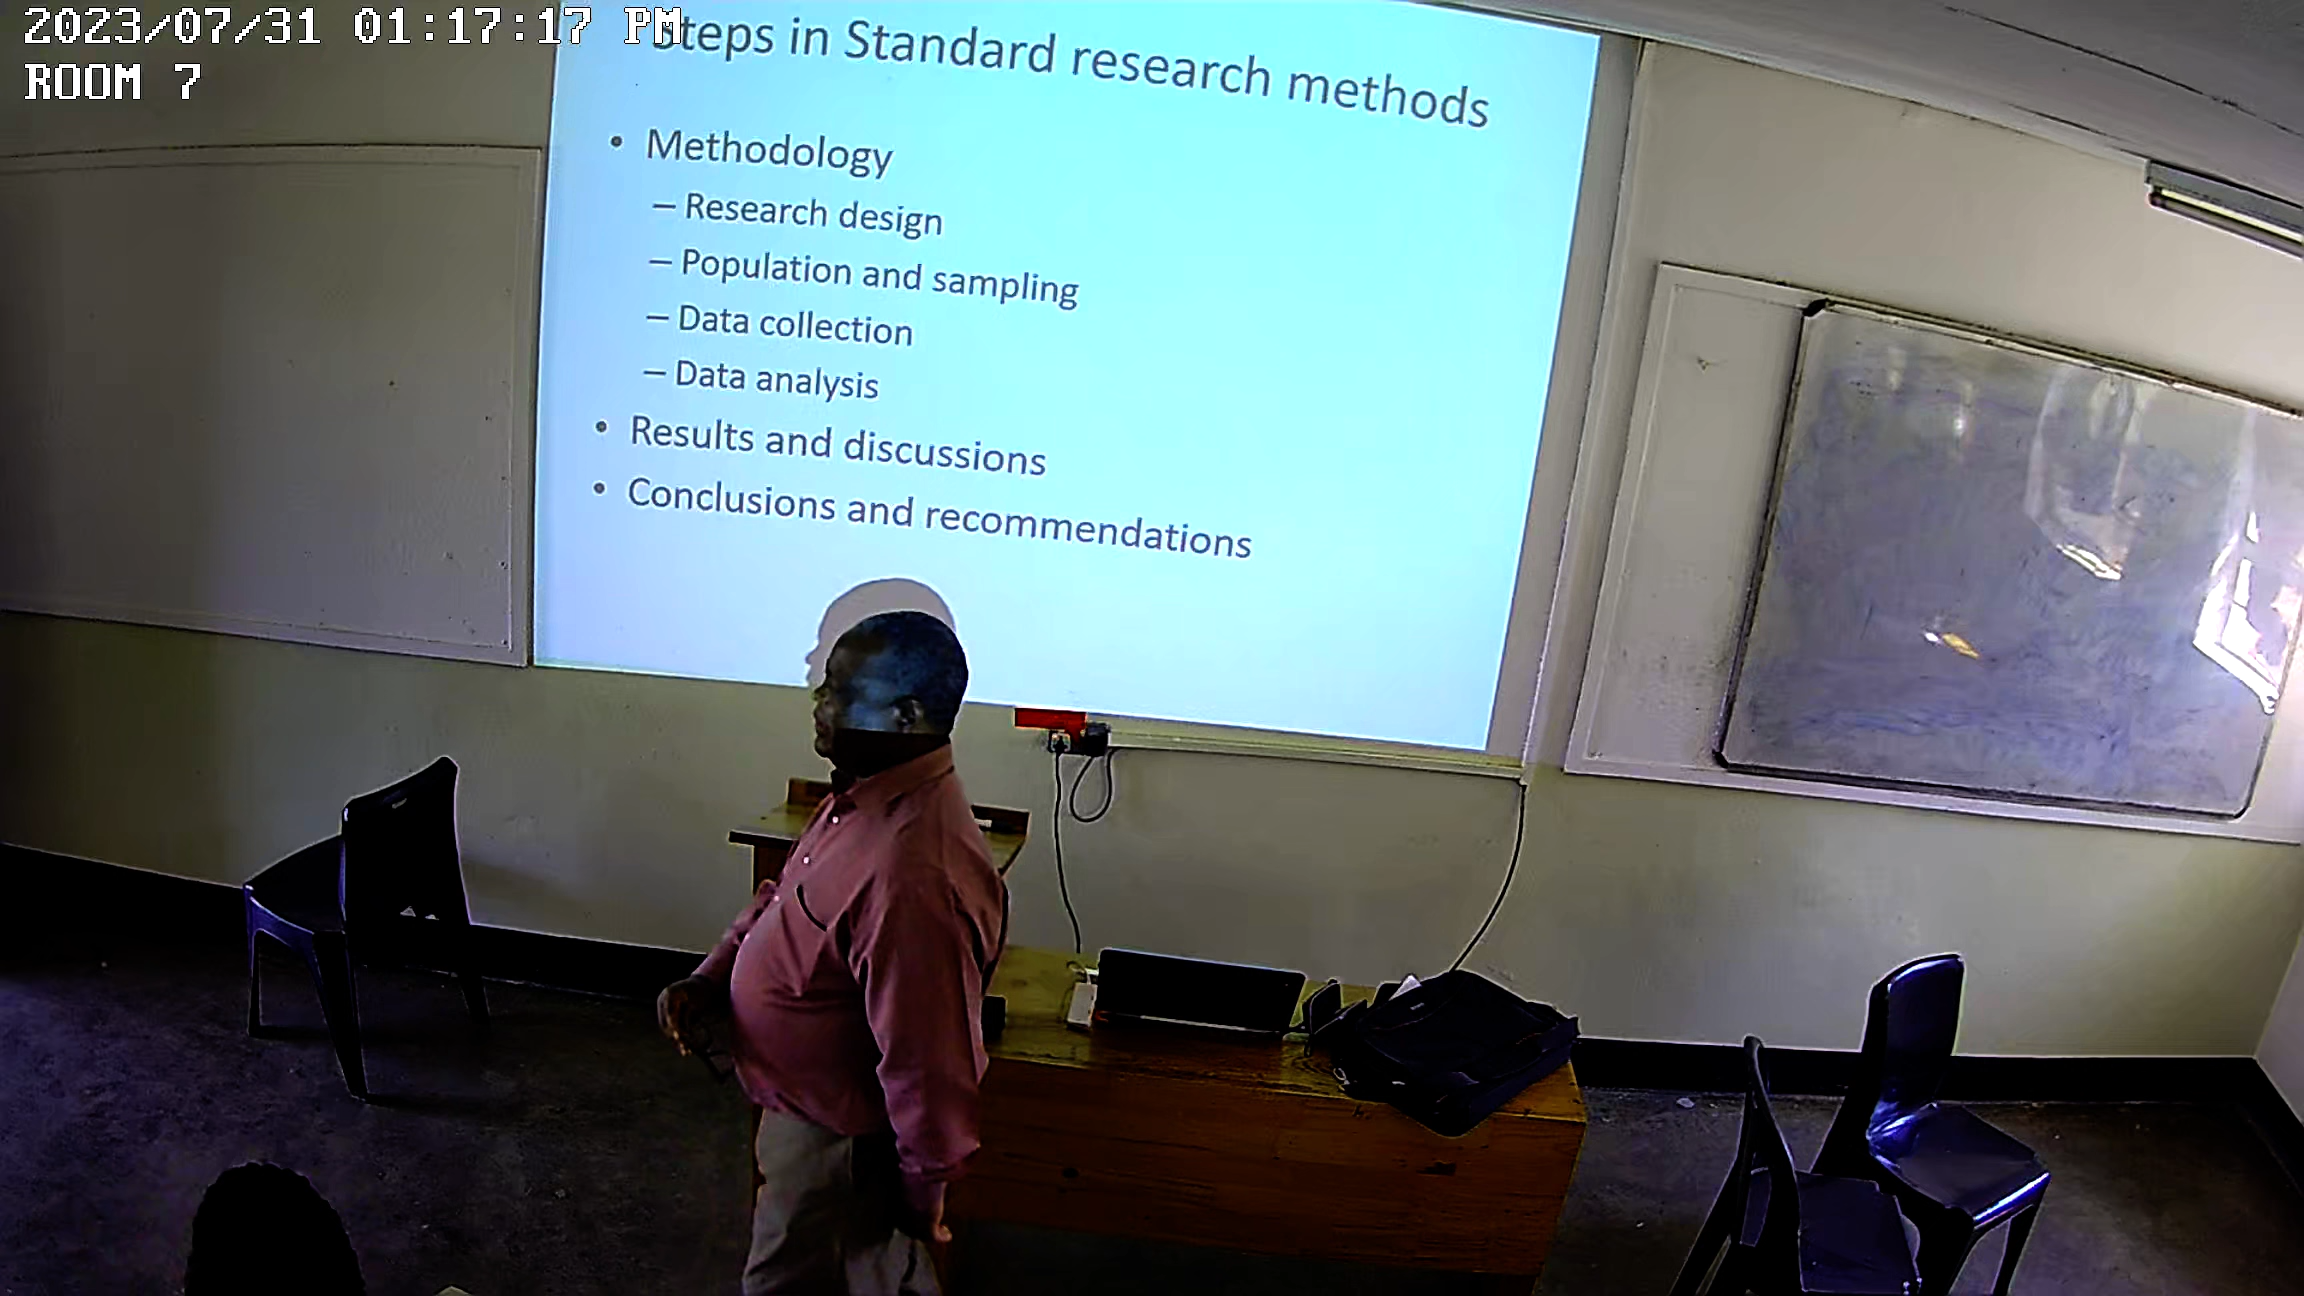 2023/07/31 01:17:17 PM
ROOM 7
Steps in Standard research methods
• Methodology
– Research design
– Population and sampling
– Data collection
– Data analysis
• Results and discussions
• Conclusions and recommendations